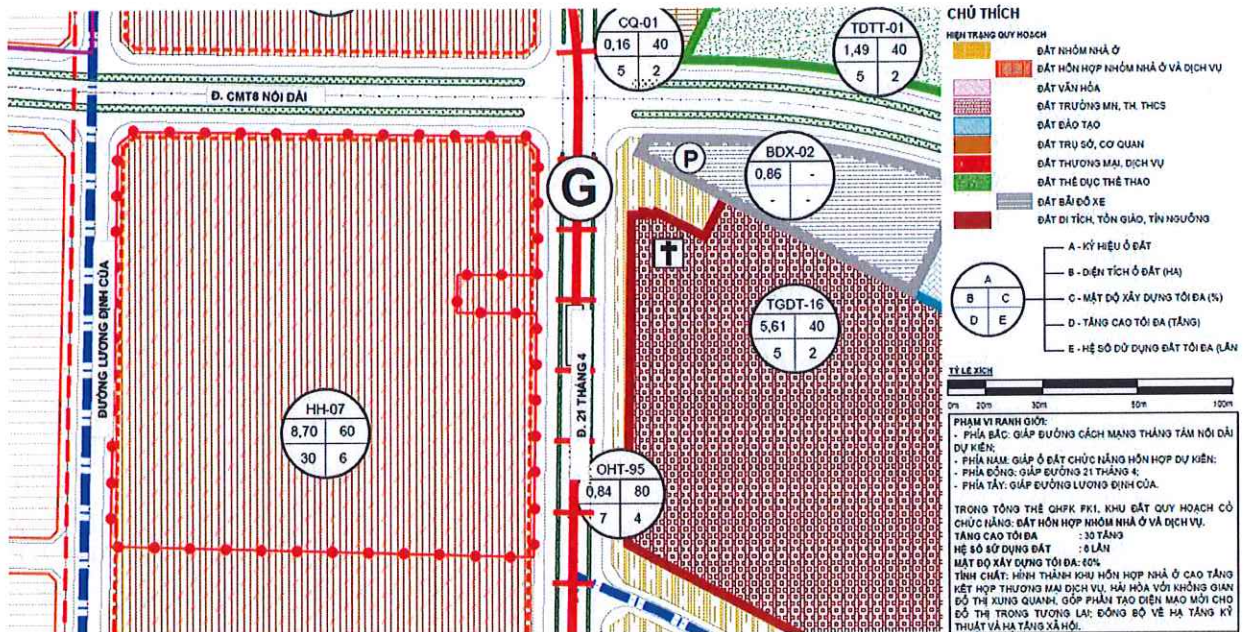 CQ-01
0,16 40
5 2
TDTT-01
1,49 40
5 2
Đ. CMT8 NỐI DÀI
G
P
BDX-02
0,86 -
- -
ĐƯỜNG LƯƠNG ĐỊNH CỦA
Đ. 21 THÁNG 4
TGDT-16
5,61 40
5 2
HH-07
8,70 60
30 6
OHT-95
0,84 80
7 4
CHÚ THÍCH
HIỆN TRẠNG QUY HOẠCH
ĐẤT NHÓM NHÀ Ở
ĐẤT HỖN HỢP NHÓM NHÀ Ở VÀ DỊCH VỤ
ĐẤT VĂN HÓA
ĐẤT TRƯỜNG MN, TH, THCS
ĐẤT ĐÀO TẠO
ĐẤT TRỤ SỞ, CƠ QUAN
ĐẤT THƯƠNG MẠI, DỊCH VỤ
ĐẤT THỂ DỤC THỂ THAO
ĐẤT BÃI ĐỖ XE
ĐẤT DI TÍCH, TÔN GIÁO, TÍN NGƯỠNG
A
B C
D E
A - KÝ HIỆU Ô ĐẤT
B - DIỆN TÍCH Ô ĐẤT (HA)
C - MẬT ĐỘ XÂY DỰNG TỐI ĐA (%)
D - TẦNG CAO TỐI ĐA (TẦNG)
E - HỆ SỐ SỬ DỤNG ĐẤT TỐI ĐA (LẦN
TỶ LỆ XÍCH
0m 20m 30m 50m 100m
PHẠM VI RANH GIỚI:
- PHÍA BẮC: GIÁP ĐƯỜNG CÁCH MẠNG THÁNG TÁM NỐI DÀI
DỰ KIẾN;
- PHÍA NAM: GIÁP Ô ĐẤT CHỨC NĂNG HỖN HỢP DỰ KIẾN;
- PHÍA ĐÔNG: GIÁP ĐƯỜNG 21 THÁNG 4;
- PHÍA TÂY: GIÁP ĐƯỜNG LƯƠNG ĐỊNH CỦA.
TRONG TỔNG THỂ QHPK PK1, KHU ĐẤT QUY HOẠCH CÓ
CHỨC NĂNG: ĐẤT HỖN HỢP NHÓM NHÀ Ở VÀ DỊCH VỤ.
TẦNG CAO TỐI ĐA : 30 TẦNG
HỆ SỐ SỬ DỤNG ĐẤT : 6 LẦN
MẬT ĐỘ XÂY DỰNG TỐI ĐA: 60%
TÍNH CHẤT: HÌNH THÀNH KHU HỖN HỢP NHÀ Ở CAO TẦNG
KẾT HỢP THƯƠNG MẠI DỊCH VỤ, HÀI HÒA VỚI KHÔNG GIAN
ĐÔ THỊ XUNG QUANH, GÓP PHẦN TẠO DIỆN MẠO MỚI CHO
ĐÔ THỊ TRONG TƯƠNG LAI; ĐỒNG BỘ VỀ HẠ TẦNG KỸ
THUẬT VÀ HẠ TẦNG XÃ HỘI.